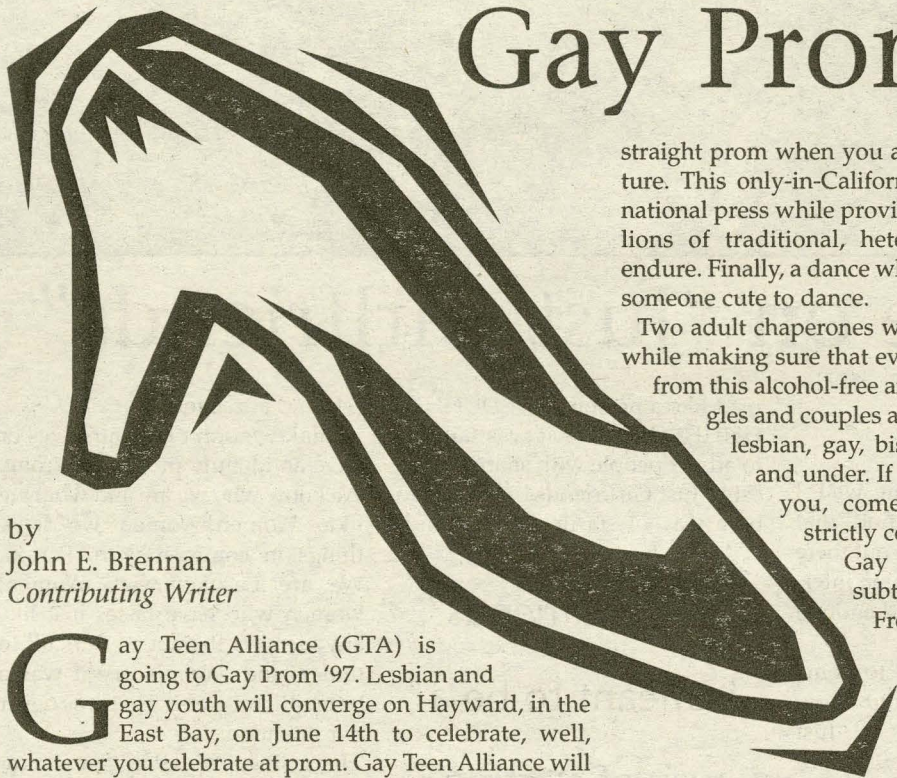 Gay Pro
by
John E. Brennan
Contributing Writer
Gay Teen Alliance (GTA) is
going to Gay Prom ‘97. Lesbian and
gay youth will converge on Hayward, in the
East Bay, on June 14th to celebrate, well,
whatever you celebrate at prom. Gay Teen Alliance will
straight prom when you a
ture. This only-in-Califor
national press while provi
lions of traditional, hete
endure. Finally, a dance w
someone cute to dance.
Two adult chaperones w
while making sure that ev
from this alcohol-free a
gles and couples a
lesbian, gay, bis
and under. If
you, come
strictly c
Gay
subt
Fr